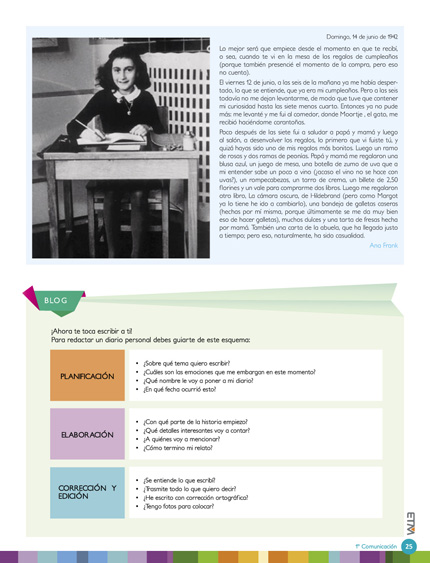 Domingo, 14 de junio de 1942
Lo mejor será que empiece desde el momento en que te recibí,
o sea, cuando te vi en la mesa de los regalos de cumpleaños
(porque también presencié el momento de la compra, pero eso
no cuenta).
El viernes 12 de junio, a las seis de la mañana ya me había desper-
tado, lo que se entiende, ya que era mi cumpleaños. Pero a las seis
todavía no me dejan levantarme, de modo que tuve que contener
mi curiosidad hasta las siete menos cuarto. Entonces ya no pude
más: me levanté y me fui al comedor, donde Moortje , el gato, me
recibió haciéndome carantoñas.
Poco después de las siete fui a saludar a papá y mamá y luego
al salón, a desenvolver los regalos, lo primero que vi fuiste tú, y
quizá hayas sido uno de mis regalos más bonitos. Luego un ramo
de rosas y dos ramas de peonías. Papá y mamá me regalaron una
blusa azul, un juego de mesa, una botella de zumo de uva que a
mi entender sabe un poco a vino (¿acaso el vino no se hace con
uvas?), un rompecabezas, un tarro de crema, un billete de 2,50
florines y un vale para comprarme dos libros. Luego me regalaron
otro libro, La cámara oscura, de Hildebrand (pero como Margot
ya lo tiene he ido a cambiarlo), una bandeja de galletas caseras
(hechas por mí misma, porque últimamente se me da muy bien
eso de hacer galletas), muchos dulces y una tarta de fresas hecha
por mamá. También una carta de la abuela, que ha llegado justo
a tiempo; pero eso, naturalmente, ha sido casualidad.
Ana Frank
BLOG
¡Ahora te toca escribir a ti!
Para redactar un diario personal debes guiarte de este esquema:
PLANIFICACIÓN
• ¿Sobre qué tema quiero escribir?
• ¿Cuáles son las emociones que me embargan en este momento?
• ¿Qué nombre le voy a poner a mi diario?
• ¿En qué fecha ocurrió esto?
ELABORACIÓN
• ¿Con qué parte de la historia empiezo?
• ¿Qué detalles interesantes voy a contar?
• ¿A quiénes voy a mencionar?
• ¿Cómo termino mi relato?
CORRECCIÓN Y
EDICIÓN
• ¿Se entiende lo que escribí?
• ¿Trasmite todo lo que quiero decir?
• ¿He escrito con corrección ortográfica?
• ¿Tengo fotos para colocar?
ETM
1º Comunicación 25